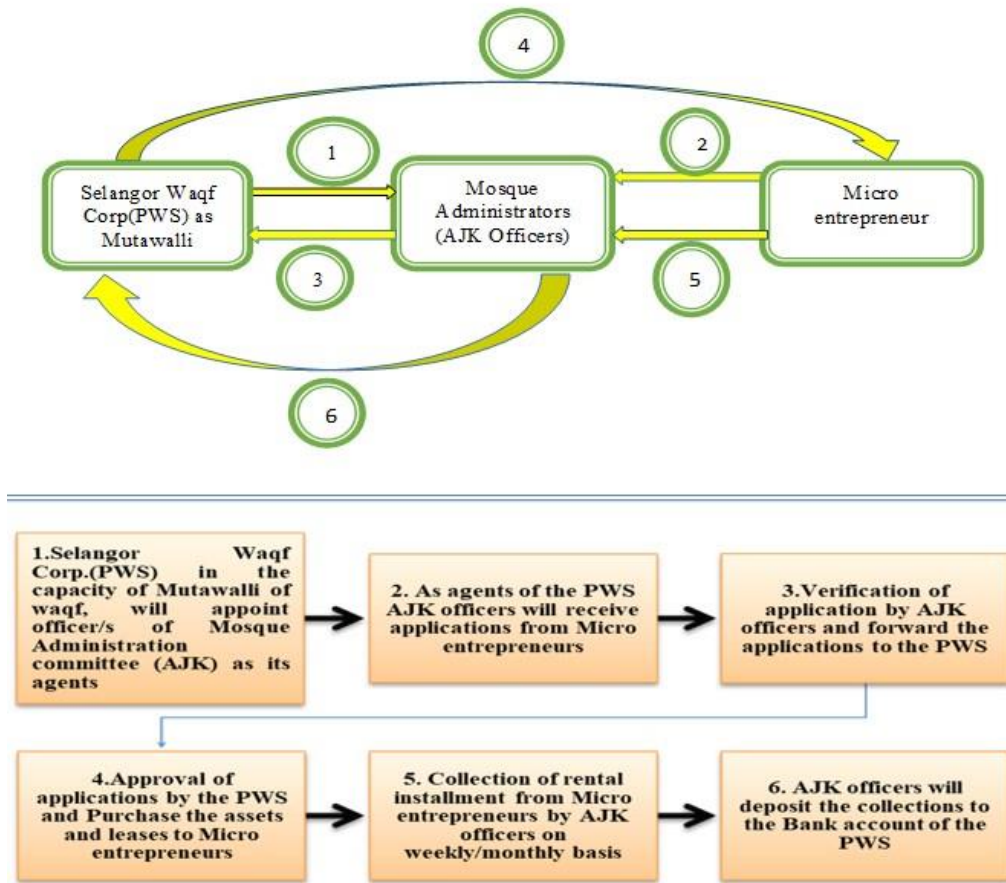 4
1
2
Selangor Waqf
Corp(PWS) as
Mutawalli
Mosque
Administrators
(AJK Officers)
Micro
entrepreneur
3
5
6
1.Selangor Waqf
Corp.(PWS) in the
capacity of Mutawalli of
waqf, will appoint
officer/s of Mosque
Administration
committee (AJK) as its
agents
2. As agents of the PWS
AJK officers will receive
applications from Micro
entrepreneurs
3.Verification of
application by AJK
officers and forward the
applications to the PWS
4.Approval of
applications by the PWS
and Purchase the assets
and leases to Micro
entrepreneurs
5. Collection of rental
installment from Micro
entrepreneurs by AJK
officers on
weekly/monthly basis
6. AJK officers will
deposit the collections to
the Bank account of the
PWS